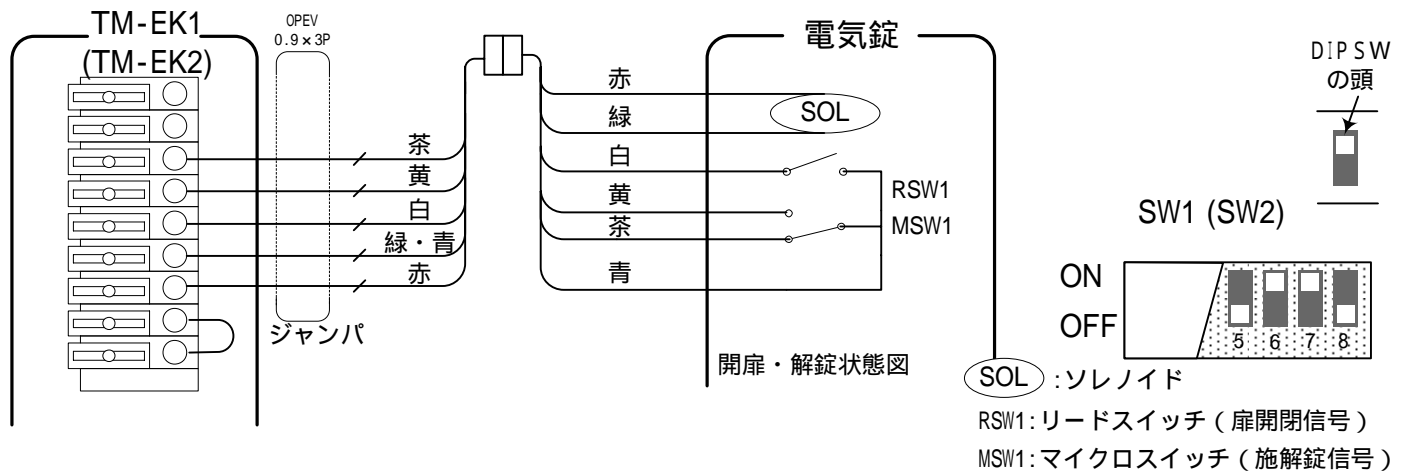 TM-EK1
(TM-EK2)
OPEV
0.9×3P
茶
黄
白
緑・青
赤
ジャンパ
電気錠
赤
緑
白
黄
茶
青
SOL
RSW1
MSW1
開扉・解錠状態図
DIPSW
の頭
SW1 (SW2)
ON
OFF
5 6 7 8
SOL :ソレノイド
RSW1:リードスイッチ(扉開閉信号)
MSW1:マイクロスイッチ(施解錠信号)